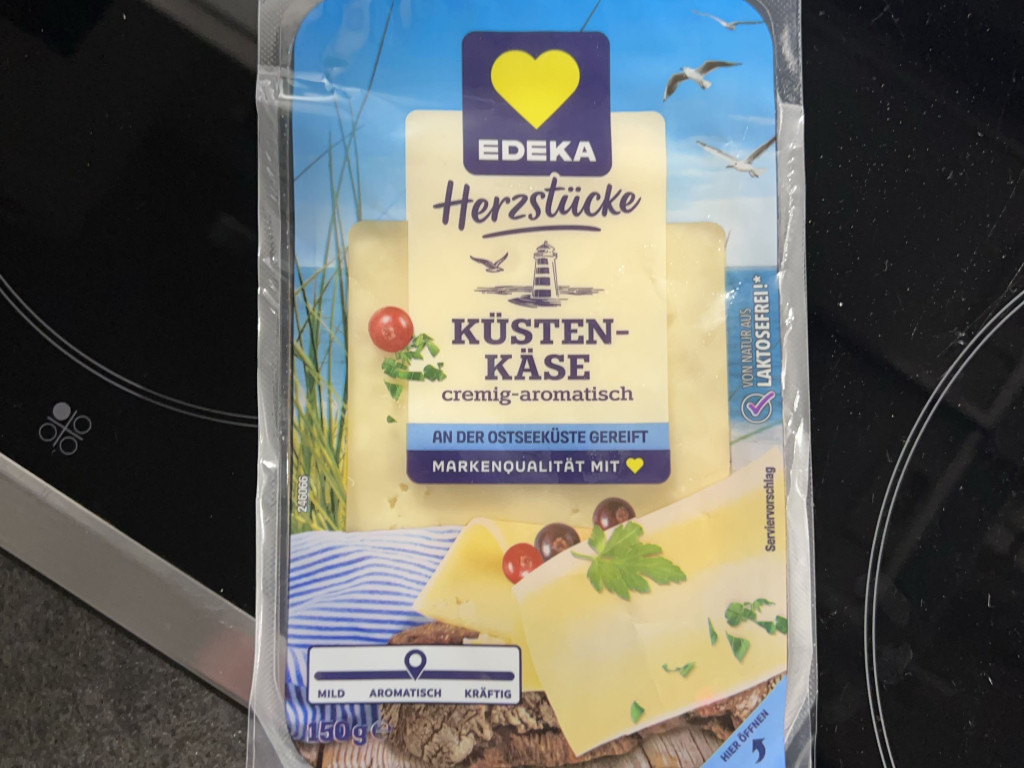 EDEKA
Herzstücke
KÜSTEN-
KÄSE
cremig-aromatisch
AN DER OSTSEEKÜSTE GEREIFT
MARKENQUALITÄT MIT
VON NATUR AUS
LAKTOSEFREI!*
246066
Serviervorschlag
MILD AROMATISCH KRÄFTIG
150 g e
HIER ÖFFNEN